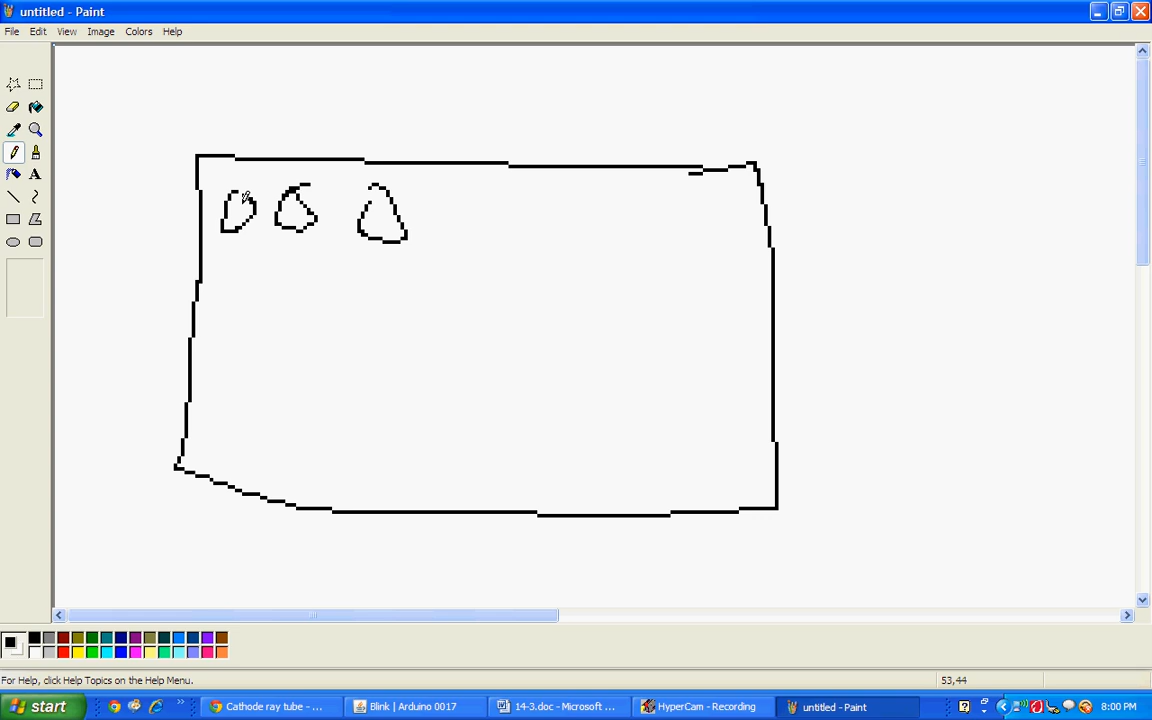 untitled - Paint
File Edit View Image Colors Help
A
For Help, click Help Topics on the Help Menu. 53,44
start Cathode ray tube - ... Blink | Arduino 0017 14-3.doc - Microsoft ... HyperCam - Recording untitled - Paint 8:00 PM